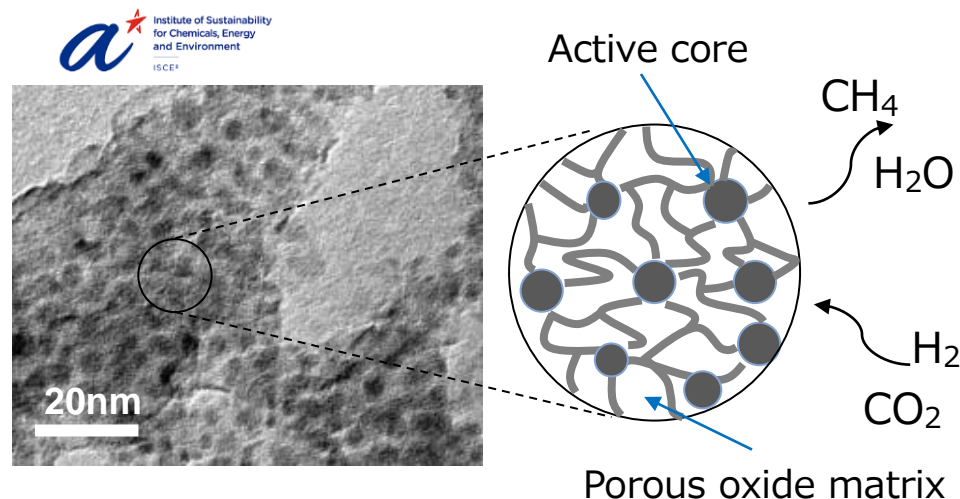 a
Institute of Sustainability
for Chemicals, Energy
and Environment
ISCE²
Active core
CH₄
H₂O
H₂
CO₂
20nm
Porous oxide matrix